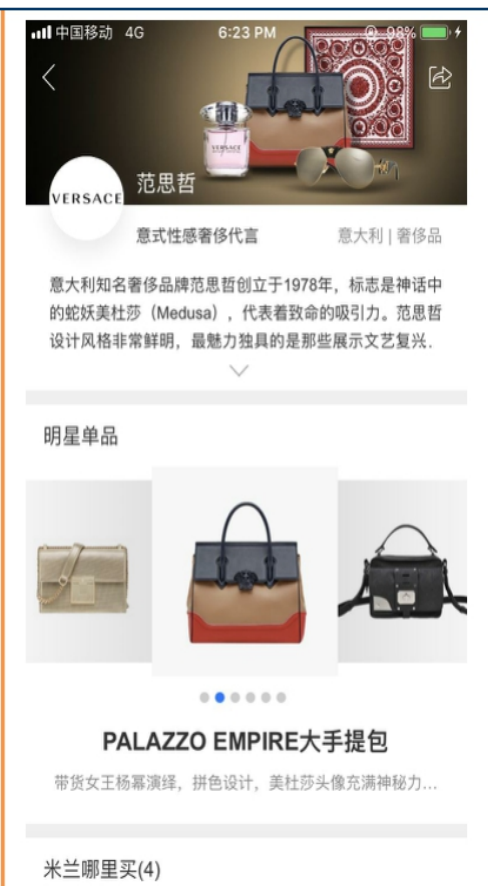 中国移动 4G 6:23 PM 98%
VERSACE
范思哲
VERSACE
意式性感奢侈代言 意大利 | 奢侈品
意大利知名奢侈品牌范思哲创立于1978年，标志是神话中
的蛇妖美杜莎（Medusa），代表着致命的吸引力。范思哲
设计风格非常鲜明，最魅力独具的是那些展示文艺复兴.
明星单品
PALAZZO EMPIRE大手提包
带货女王杨幂演绎，拼色设计，美杜莎头像充满神秘力...
米兰哪里买(4)